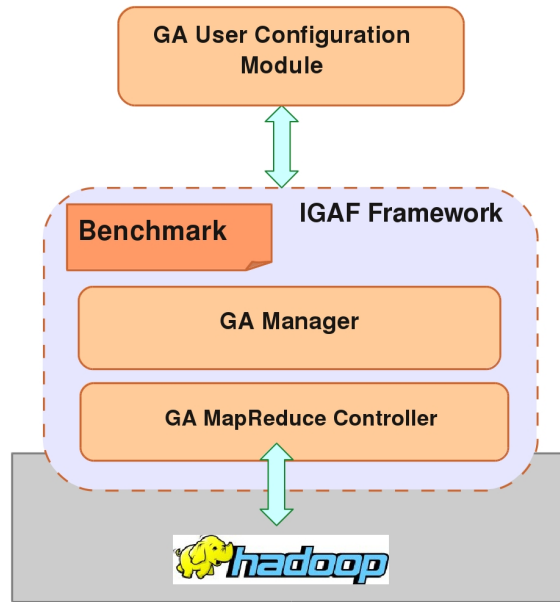 GA User Configuration
Module
IGAF Framework
Benchmark
GA Manager
GA MapReduce Controller
hadoop